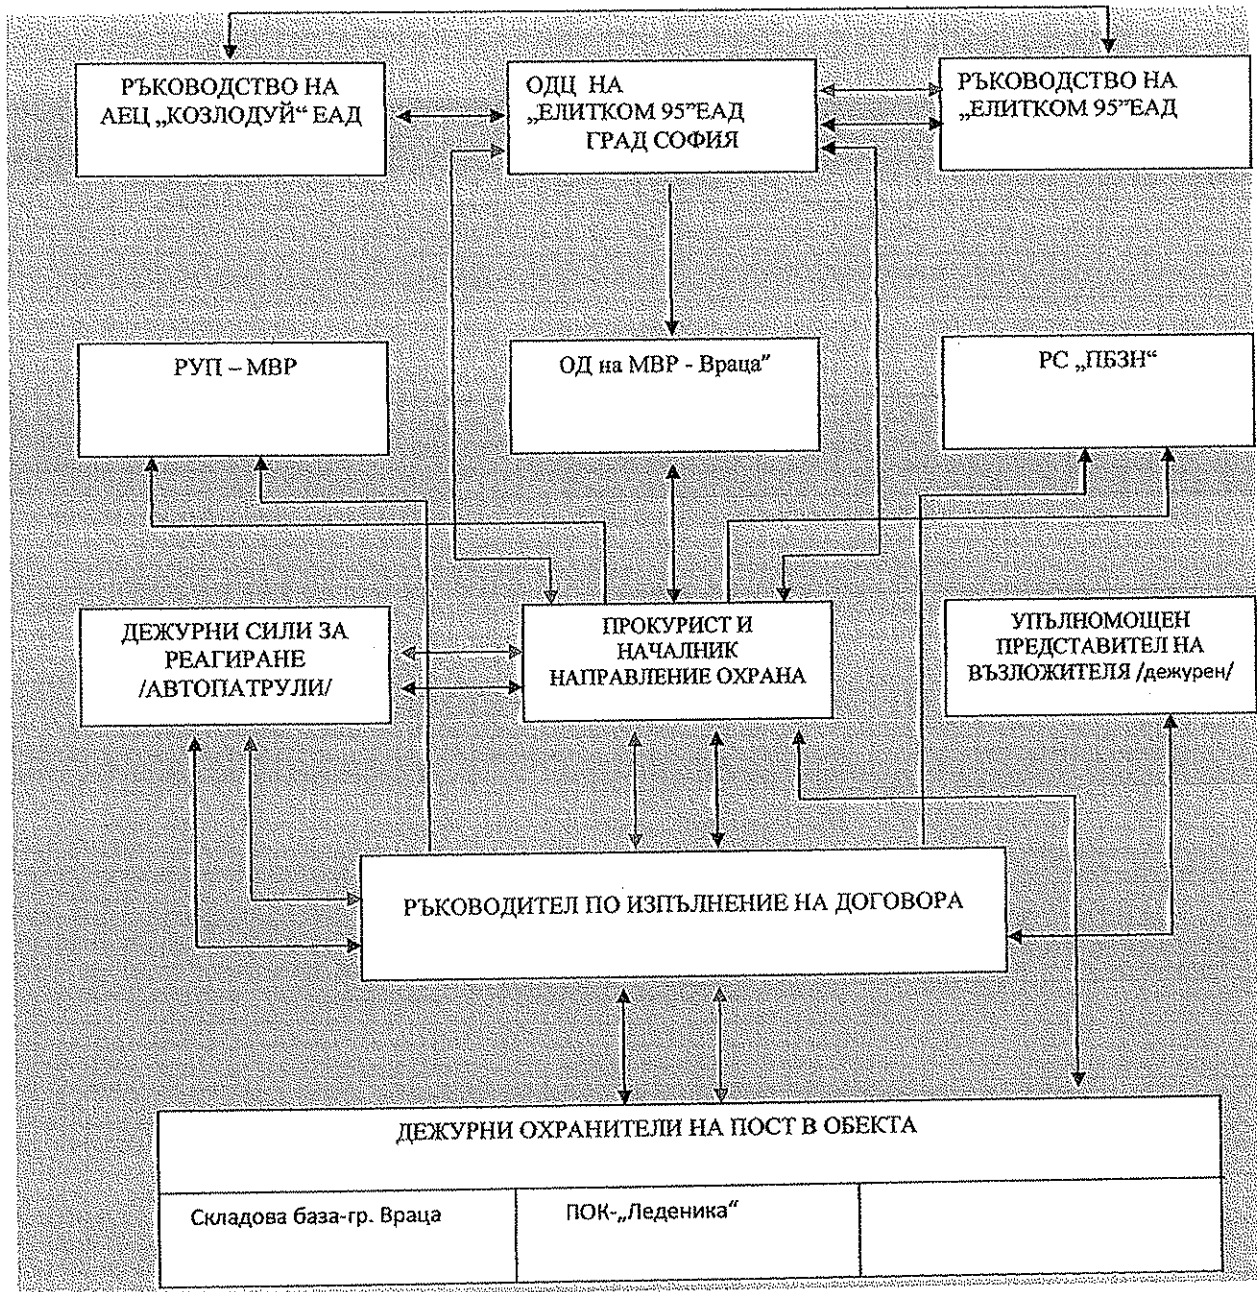 РЪКОВОДСТВО НА
АЕЦ „КОЗЛОДУЙ“ ЕАД
ОДЦ НА
„ЕЛИТКОМ 95”ЕАД
ГРАД СОФИЯ
РЪКОВОДСТВО НА
„ЕЛИТКОМ 95”ЕАД
РУП – МВР
ОД на МВР - Враца”
РС „ПБЗН“
ДЕЖУРНИ СИЛИ ЗА
РЕАГИРАНЕ
/АВТОПАТРУЛИ/
ПРОКУРИСТ И
НАЧАЛНИК
НАПРАВЛЕНИЕ ОХРАНА
УПЪЛНОМОЩЕН
ПРЕДСТАВИТЕЛ НА
ВЪЗЛОЖИТЕЛЯ /дежурен/
РЪКОВОДИТЕЛ ПО ИЗПЪЛНЕНИЕ НА ДОГОВОРА
ДЕЖУРНИ ОХРАНИТЕЛИ НА ПОСТ В ОБЕКТА
Складова база-гр. Враца
ПОК-„Леденика“